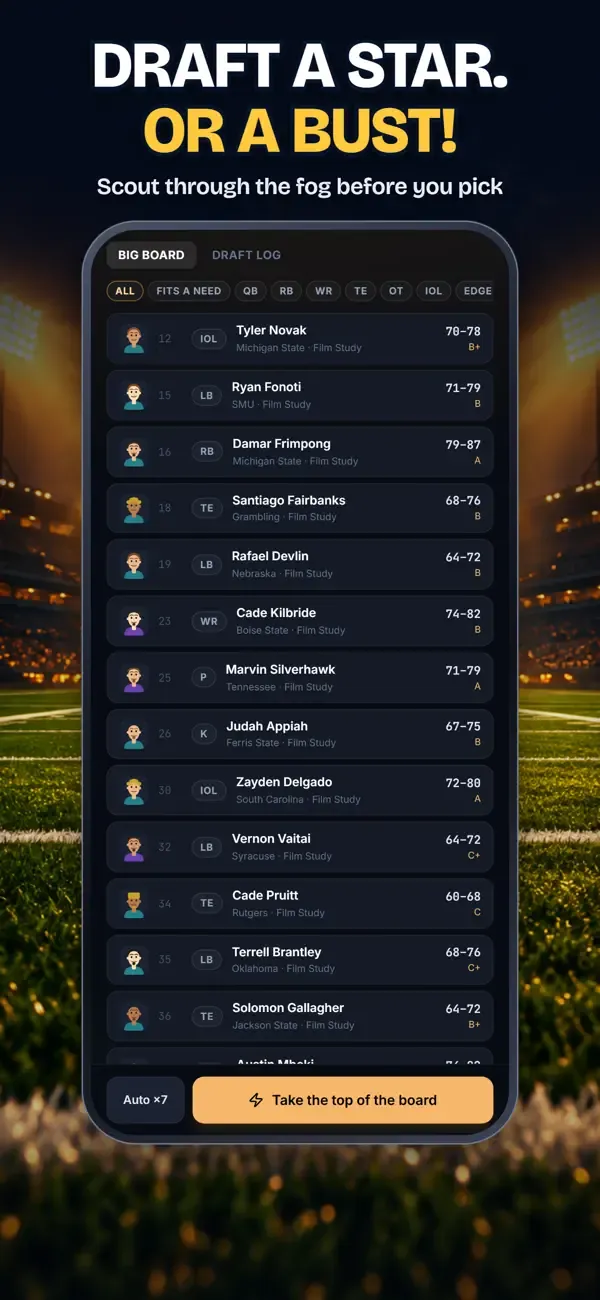 DRAFT A STAR.
OR A BUST!
Scout through the fog before you pick
BIG BOARD DRAFT LOG
ALL FITS A NEED QB RB WR TE OT IOL EDGE
12 IOL Tyler Novak 70–78
Michigan State · Film Study B+
15 LB Ryan Fonoti 71–79
SMU · Film Study B
16 RB Damar Frimpong 79–87
Michigan State · Film Study A
18 TE Santiago Fairbanks 68–76
Grambling · Film Study B
19 LB Rafael Devlin 64–72
Nebraska · Film Study B
23 WR Cade Kilbride 74–82
Boise State · Film Study B
25 P Marvin Silverhawk 71–79
Tennessee · Film Study A
26 K Judah Appiah 67–75
Ferris State · Film Study B
30 IOL Zayden Delgado 72–80
South Carolina · Film Study A
32 LB Vernon Vaitai 64–72
Syracuse · Film Study C+
34 TE Cade Pruitt 60–68
Rutgers · Film Study C
35 LB Terrell Brantley 68–76
Oklahoma · Film Study C+
36 TE Solomon Gallagher 64–72
Jackson State · Film Study B+
Auto ×7 Take the top of the board